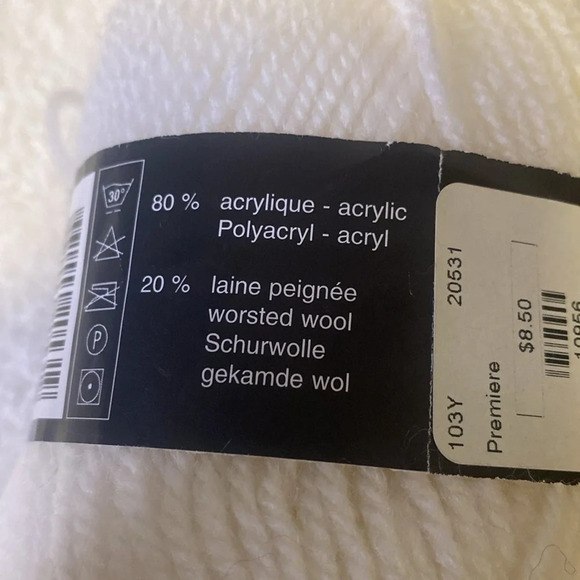 30°
80 % acrylique - acrylic
Polyacryl - acryl
20 % laine peignée
worsted wool
Schurwolle
gekamde wol
P
103Y 20531
Premiere $8.50